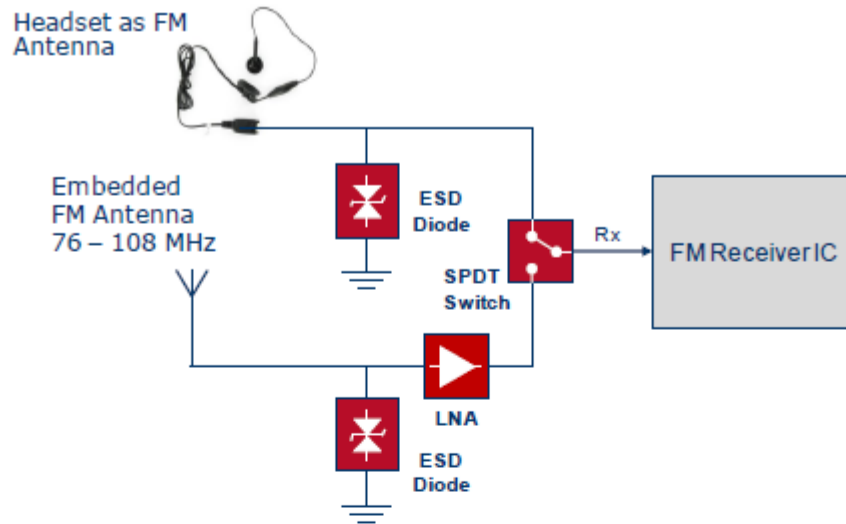 Headset as FM
Antenna
ESD
Diode
Embedded
FM Antenna
76 – 108 MHz
SPDT
Switch
Rx
FM Receiver IC
LNA
ESD
Diode